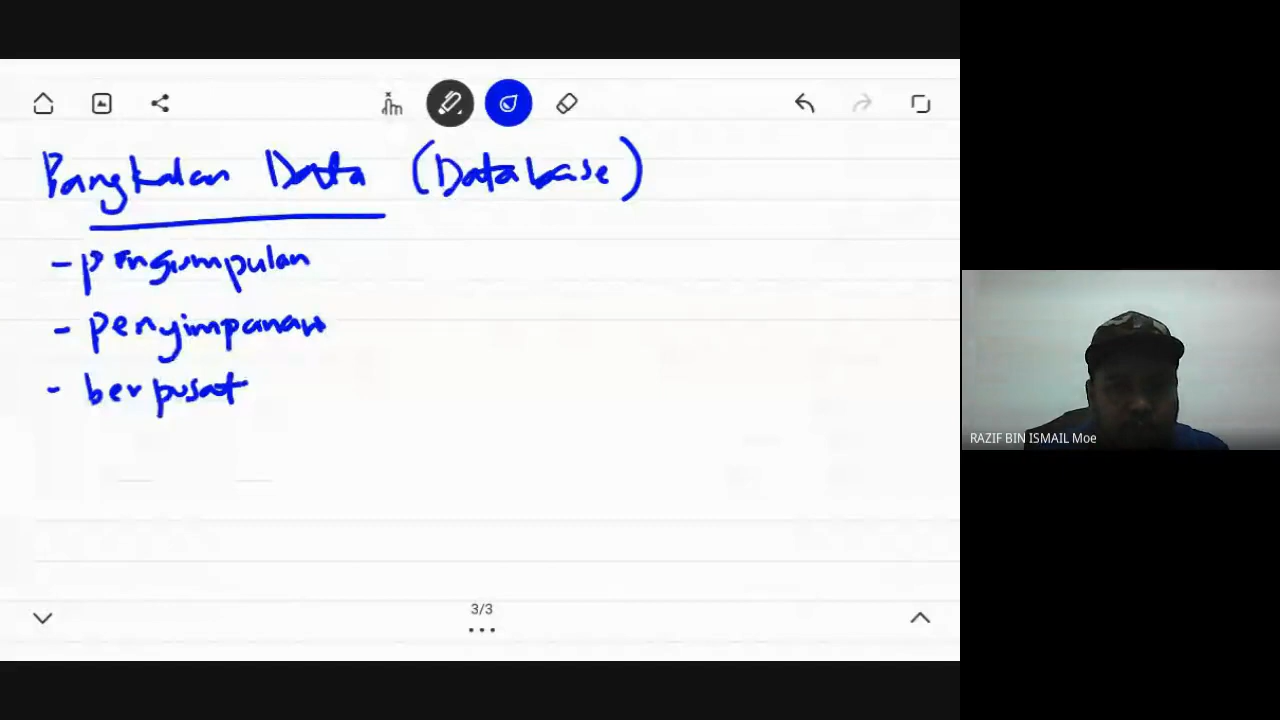 Pangkalan Data (Database)
- pengumpulan
- penyimpanan
- berpusat
3/3
RAZIF BIN ISMAIL Moe